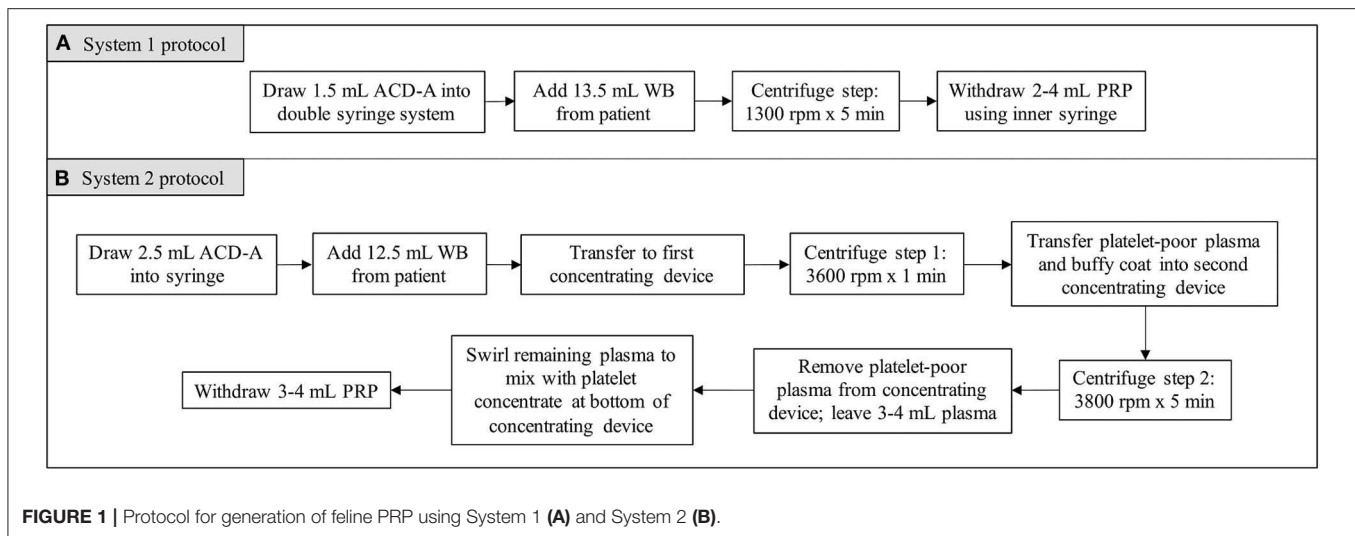 A System 1 protocol
Draw 1.5 mL ACD-A into
double syringe system
Add 13.5 mL WB
from patient
Centrifuge step:
1300 rpm x 5 min
Withdraw 2-4 mL PRP
using inner syringe
B System 2 protocol
Draw 2.5 mL ACD-A
into syringe
Add 12.5 mL WB
from patient
Transfer to first
concentrating device
Centrifuge step 1:
3600 rpm x 1 min
Transfer platelet-poor plasma
and buffy coat into second
concentrating device
Centrifuge step 2:
3800 rpm x 5 min
Remove platelet-poor
plasma from concentrating
device; leave 3-4 mL plasma
Swirl remaining plasma to
mix with platelet
concentrate at bottom of
concentrating device
Withdraw 3-4 mL PRP
FIGURE 1 | Protocol for generation of feline PRP using System 1 (A) and System 2 (B).